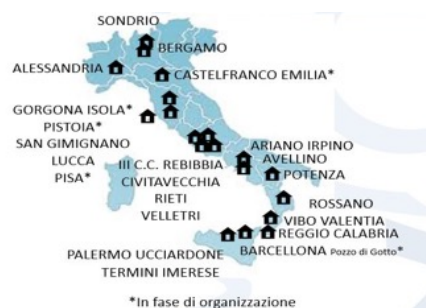 SONDRIO
BERGAMO
ALESSANDRIA
CASTELFRANCO EMILIA*
GORGONA ISOLA*
PISTOIA*
SAN GIMIGNANO
LUCCA
PISA*
III C.C. REBIBBIA
CIVITAVECCHIA
RIETI
VELLETRI
ARIANO IRPINO
AVELLINO
POTENZA
ROSSANO
VIBO VALENTIA
REGGIO CALABRIA
BARCELLONA Pozzo di Gotto*
PALERMO UCCIARDONE
TERMINI IMERESE
*In fase di organizzazione